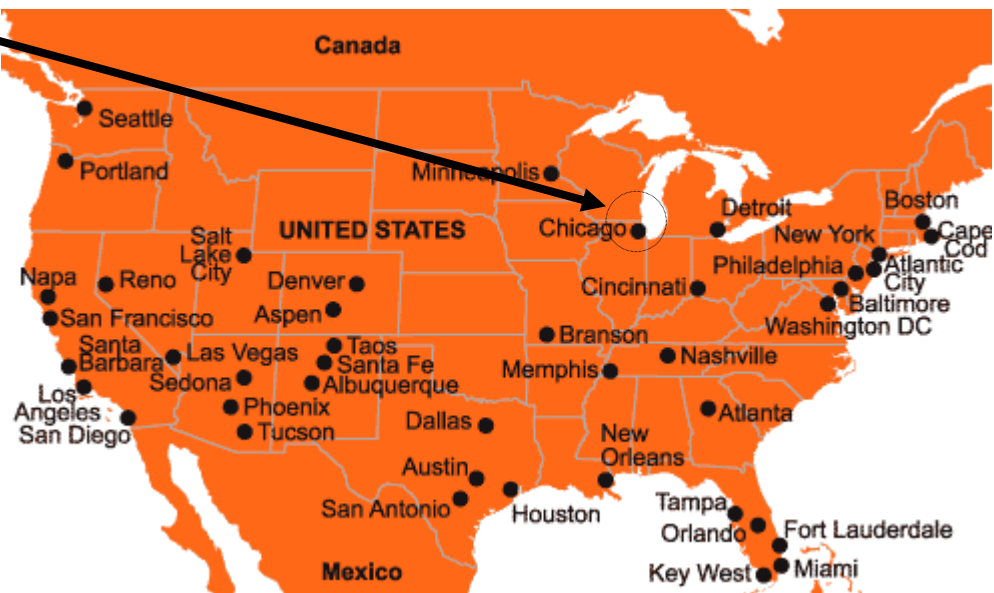 Canada
Seattle
Portland
Minneapolis
Chicago
Detroit
Boston
Cape
Cod
New York
UNITED STATES
Salt
Lake
City
Napa
Reno
Denver
Aspen
Philadelphia
Atlantic
City
Cincinnati
Baltimore
Washington DC
San Francisco
Santa
Barbara
Las Vegas
Taos
Santa Fe
Albuquerque
Branson
Nashville
Memphis
Sedona
Los
Angeles
San Diego
Phoenix
Tucson
Dallas
Atlanta
New
Orleans
Austin
San Antonio
Houston
Tampa
Orlando
Fort Lauderdale
Key West
Miami
Mexico